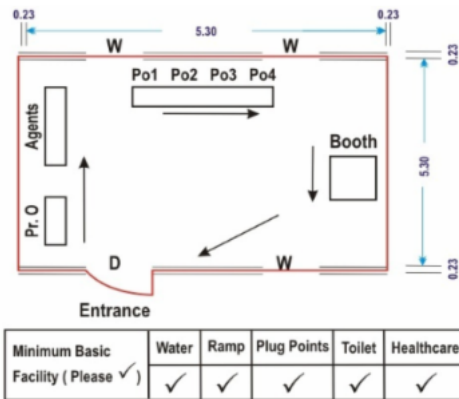 0.23 5.30 0.23
W W
0.23
Po1 Po2 Po3 Po4
Agents
Booth
5.30
Pr. O
D W
0.23
Entrance
Minimum Basic Facility ( Please ✓) Water Ramp Plug Points Toilet Healthcare
✓ ✓ ✓ ✓ ✓